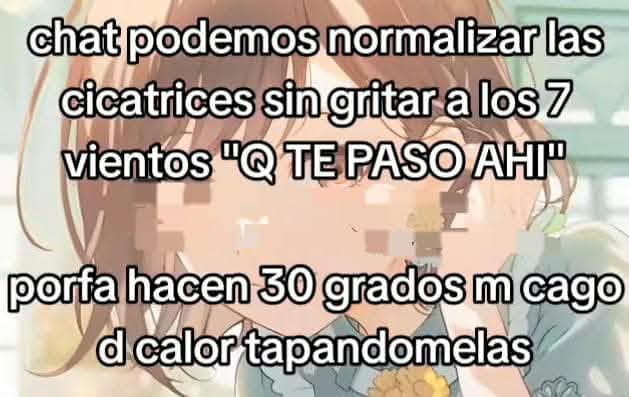 chat podemos normalizar las
cicatrices sin gritar a los 7
vientos "Q TE PASO AHI"
porfa hacen 30 grados m cago
d calor tapandomelas